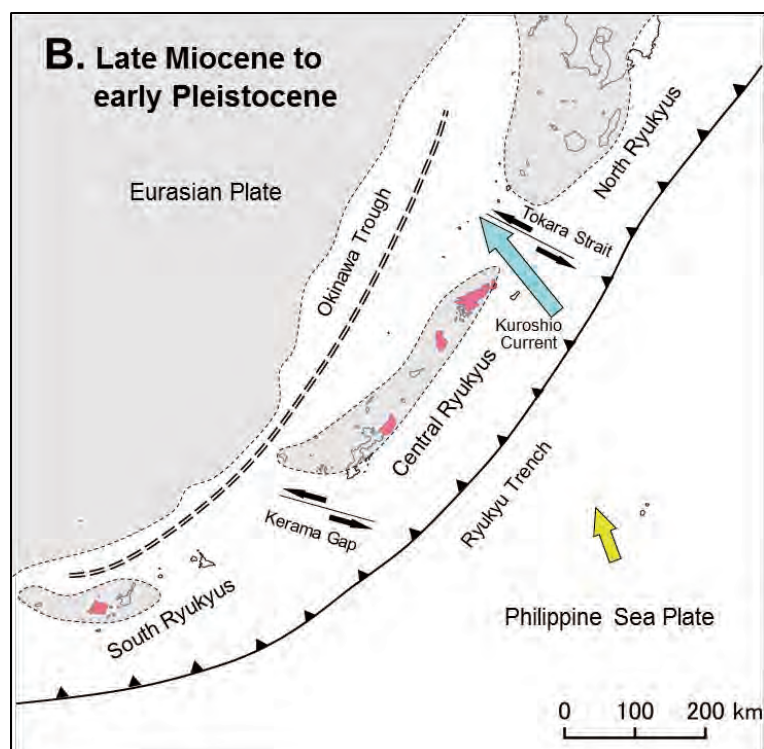 B. Late Miocene to
early Pleistocene
Eurasian Plate
Okinawa Trough
North Ryukyus
Tokara Strait
Kuroshio
Current
Central Ryukyus
Ryukyu Trench
Kerama Gap
South Ryukyus
Philippine Sea Plate
0 100 200 km